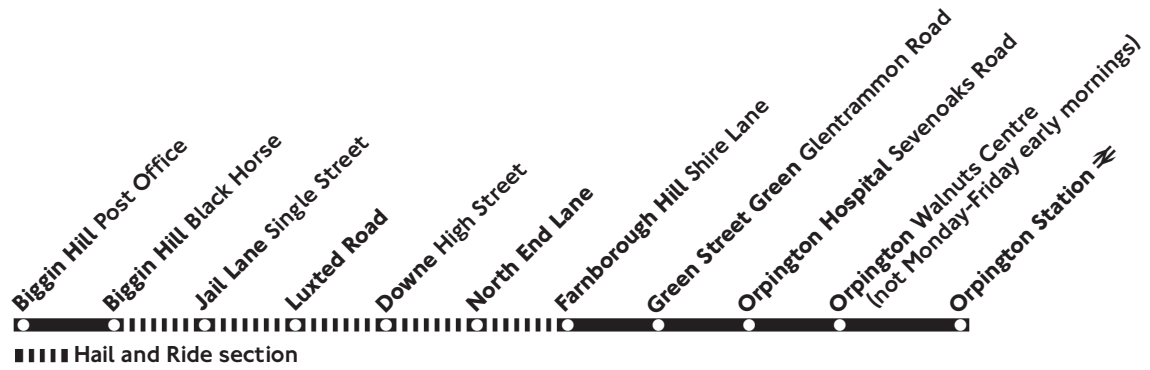 Biggin Hill Post Office
Biggin Hill Black Horse
Jail Lane Single Street
Luxted Road
Downe High Street
North End Lane
Farnborough Hill Shire Lane
Green Street Green Glentrammon Road
Orpington Hospital Sevenoaks Road
Orpington Walnuts Centre
(not Monday-Friday early mornings)
Orpington Station
Hail and Ride section